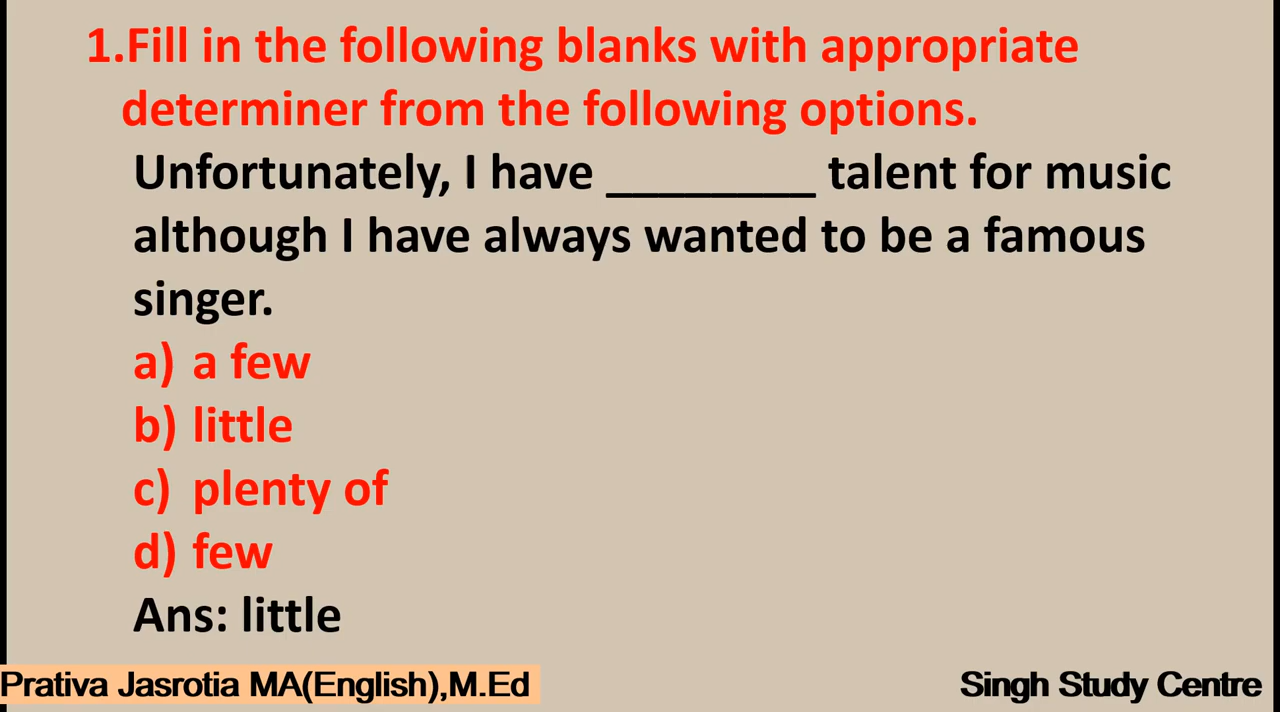 1.Fill in the following blanks with appropriate
determiner from the following options.
Unfortunately, I have ________ talent for music
although I have always wanted to be a famous
singer.
a) a few
b) little
c) plenty of
d) few
Ans: little
Prativa Jasrotia MA(English),M.Ed
Singh Study Centre